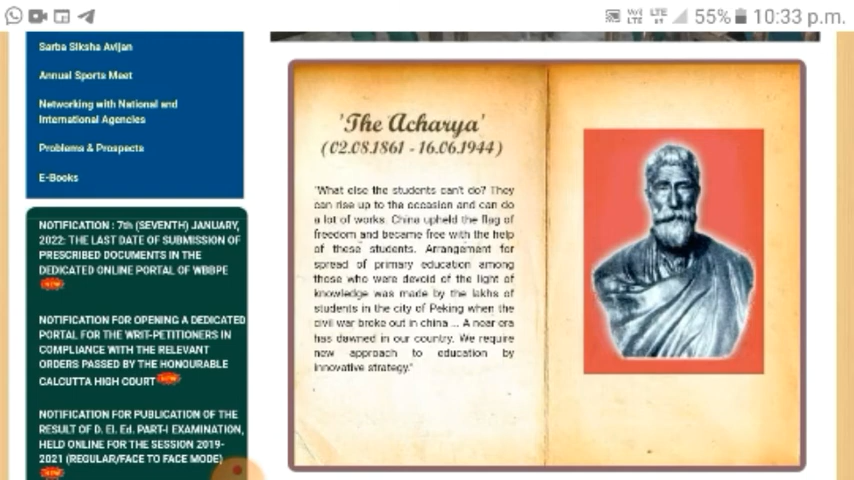 55% 10:33 p.m.
Sarba Siksha Avijan
Annual Sports Meet
Networking with National and
International Agencies
Problems & Prospects
E-Books
NOTIFICATION : 7th (SEVENTH) JANUARY,
2022: THE LAST DATE OF SUBMISSION OF
PRESCRIBED DOCUMENTS IN THE
DEDICATED ONLINE PORTAL OF WBBPE
NEW
NOTIFICATION FOR OPENING A DEDICATED
PORTAL FOR THE WRIT-PETITIONERS IN
COMPLIANCE WITH THE RELEVANT
ORDERS PASSED BY THE HONOURABLE
CALCUTTA HIGH COURT NEW
NOTIFICATION FOR PUBLICATION OF THE
RESULT OF D. El. Ed. PART-I EXAMINATION,
HELD ONLINE FOR THE SESSION 2019-
2021 (REGULAR/FACE TO FACE MODE)
NEW
'The Acharya'
(02.08.1861 - 16.06.1944)
"What else the students can't do? They
can rise up to the occasion and can do
a lot of works. China upheld the flag of
freedom and became free with the help
of these students. Arrangement for
spread of primary education among
those who were devoid of the light of
knowledge was made by the lakhs of
students in the city of Peking when the
civil war broke out in china ... A new era
has dawned in our country. We require
new approach to education by
innovative strategy."